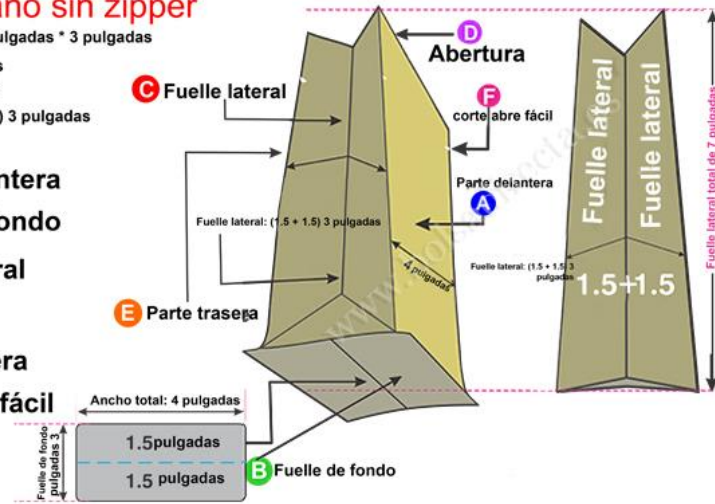 ano sin zipper
ulgadas * 3 pulgadas
s
) 3 pulgadas
ntera
ondo
ral
era
fácil
D
Abertura
C Fuelle lateral
F
corte abre fácil
Parte delantera
A
Fuelle lateral: (1.5 + 1.5) 3 pulgadas
4 pulgadas
E Parte trasera
Ancho total: 4 pulgadas
Fuelle de fondo
pulgadas 3
1.5pulgadas
1.5 pulgadas
B Fuelle de fondo
Fuelle lateral
Fuelle lateral
Fuelle lateral: (1.5 + 1.5) 3
pulgadas
1.5+1.5
Fuelle lateral total de 7 pulgadas